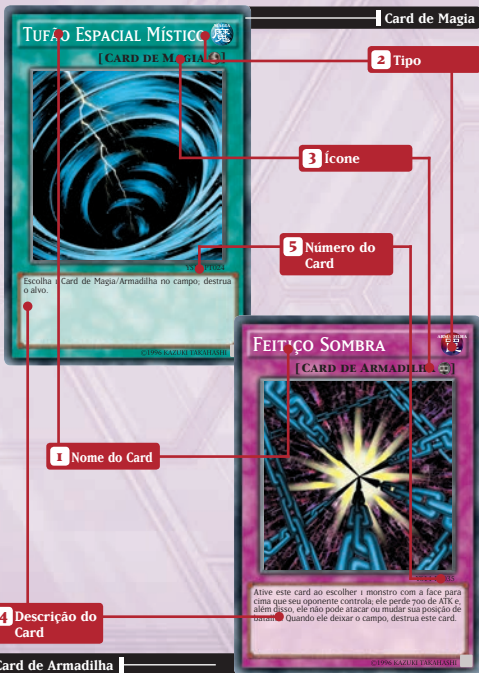 Card de Magia
TUFÃO ESPACIAL MÍSTICO
MAGIA
[CARD DE MAGIA]
2 Tipo
3 Ícone
5 Número do
Card
Escolha 1 Card de Magia/Armadilha no campo; destrua
o alvo.
©1996 KAZUKI TAKAHASHI
FEITIÇO SOMBRA
ARMADILHA
[CARD DE ARMADILHA]
1 Nome do Card
Ative este card ao escolher 1 monstro com a face para
cima que seu oponente controla; ele perde 700 de ATK e,
além disso, ele não pode atacar ou mudar sua posição de
batalha. Quando ele deixar o campo, destrua este card.
©1996 KAZUKI TAKAHASHI
4 Descrição do
Card
Card de Armadilha